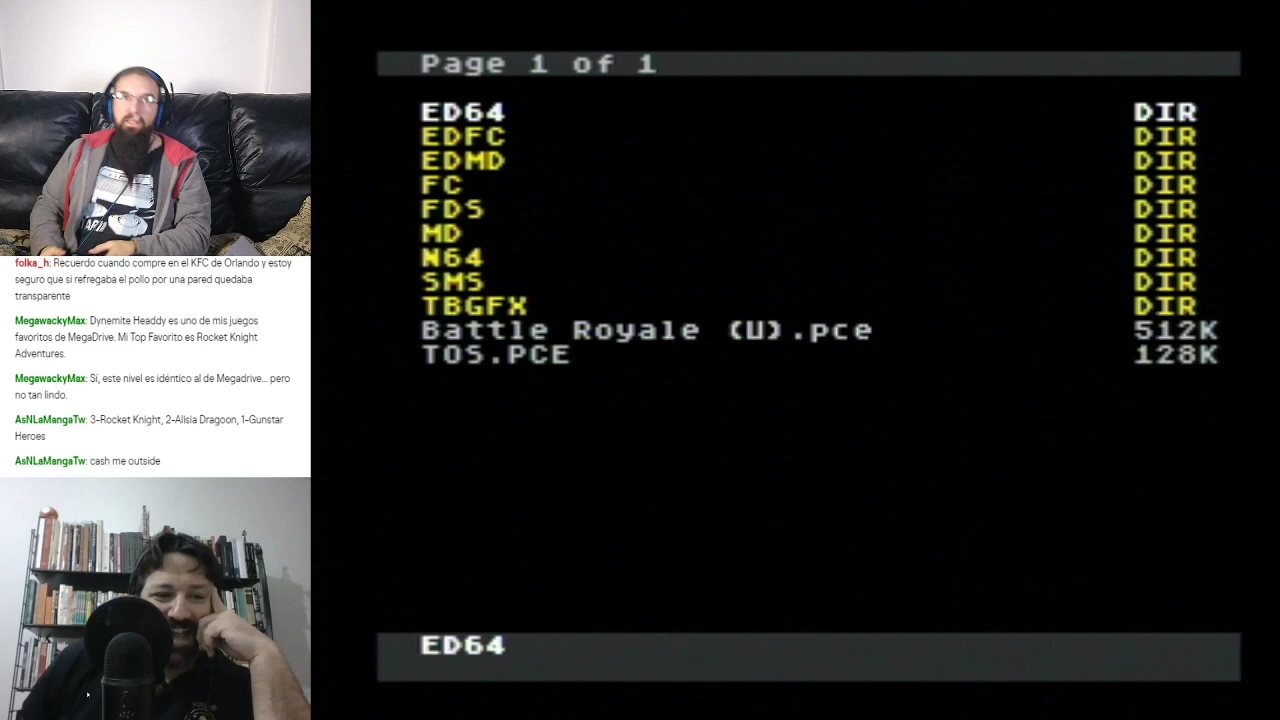 folka_h: Recuerdo cuando compre en el KFC de Orlando y estoy
seguro que si refregaba el pollo por una pared quedaba
transparente
MegawackyMax: Dynemite Headdy es uno de mis juegos
favoritos de MegaDrive. Mi Top Favorito es Rocket Knight
Adventures.
MegawackyMax: Sí, este nivel es idéntico al de Megadrive... pero
no tan lindo.
AsNLaMangaTw: 3-Rocket Knight, 2-Alisia Dragoon, 1-Gunstar
Heroes
AsNLaMangaTw: cash me outside
Page 1 of 1
ED64 DIR
EDFC DIR
EDMD DIR
FC DIR
FDS DIR
MD DIR
N64 DIR
SMS DIR
TBGFX DIR
Battle Royale (U).pce 512K
TOS.PCE 128K
ED64